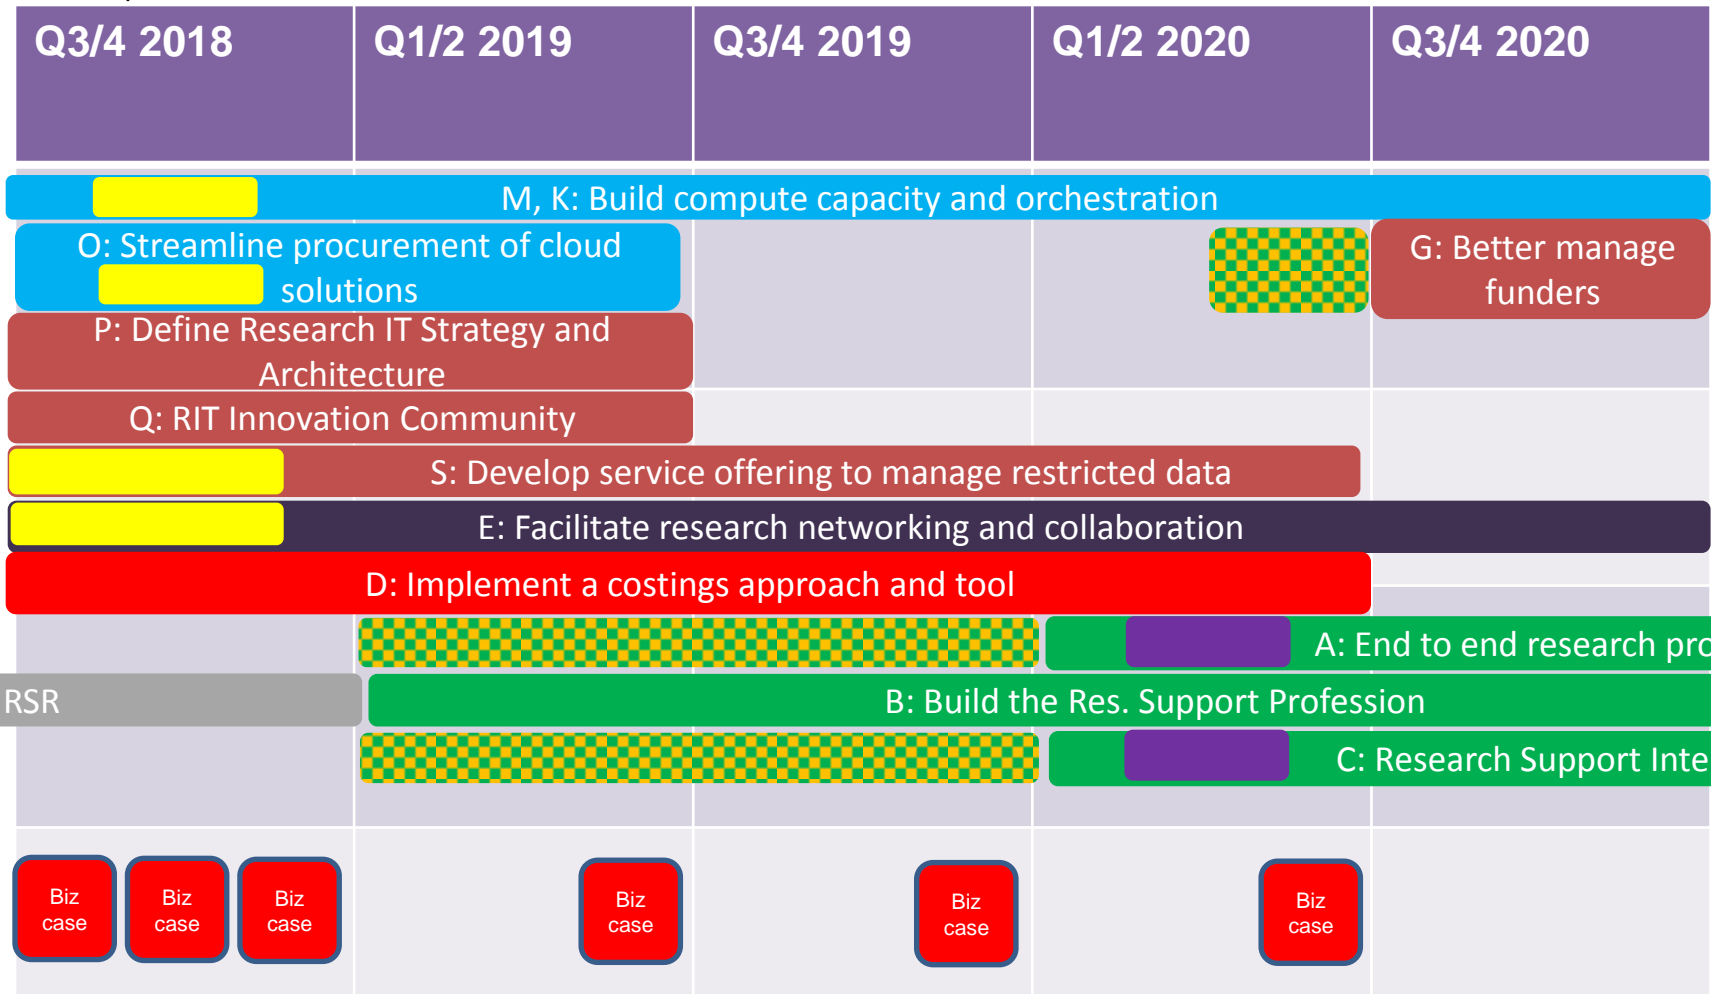 Q3/4 2018
Q1/2 2019
Q3/4 2019
Q1/2 2020
Q3/4 2020
M, K: Build compute capacity and orchestration
O: Streamline procurement of cloud
solutions
G: Better manage
funders
P: Define Research IT Strategy and
Architecture
Q: RIT Innovation Community
S: Develop service offering to manage restricted data
E: Facilitate research networking and collaboration
D: Implement a costings approach and tool
A: End to end research pro
RSR
B: Build the Res. Support Profession
C: Research Support Inte
Biz
case
Biz
case
Biz
case
Biz
case
Biz
case
Biz
case